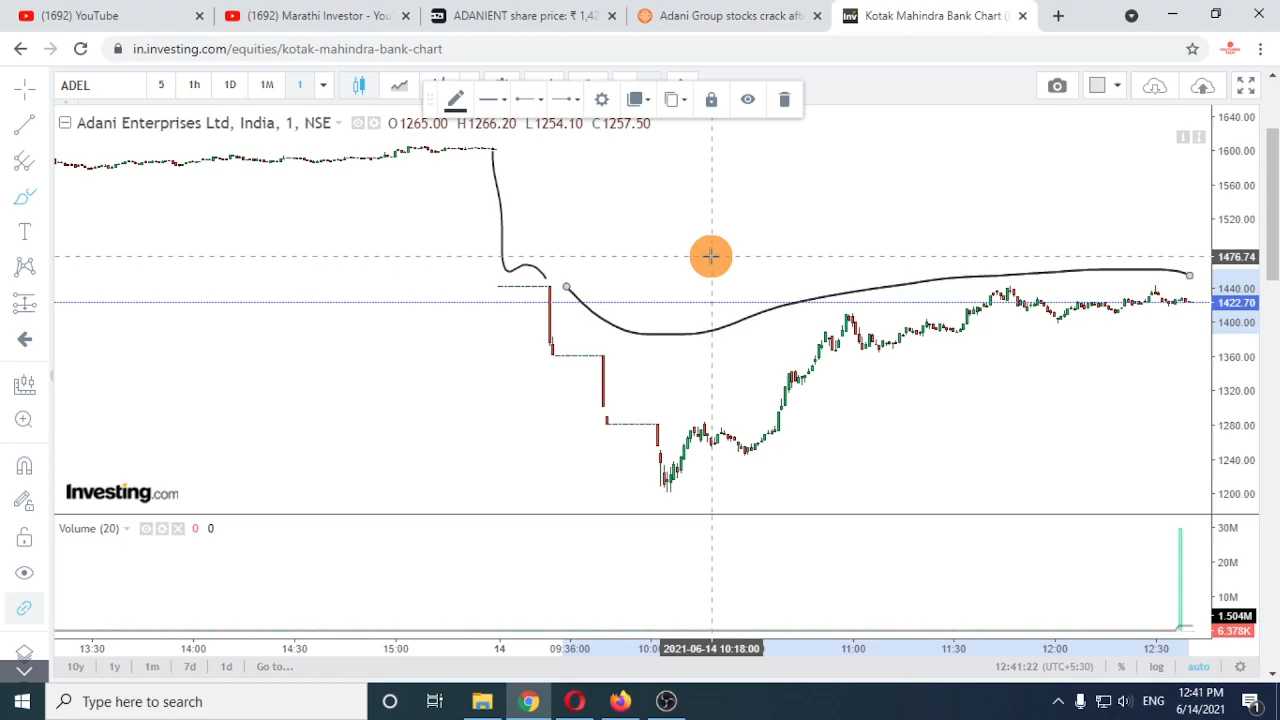 (1692) YouTube
(1692) Marathi Investor - YouT
ADANIENT share price: ₹ 1,42
Adani Group stocks crack afte
Kotak Mahindra Bank Chart (
in.investing.com/equities/kotak-mahindra-bank-chart
ADEL 5 1h 1D 1M 1
Adani Enterprises Ltd, India, 1, NSE O1265.00 H1266.20 L1254.10 C1257.50
1640.00
1600.00
1560.00
1520.00
1476.74
1440.00
1422.70
1400.00
1360.00
1320.00
1280.00
1240.00
1200.00
Investing.com
Volume (20) 0 0
30M
20M
10M
1.504M
6.378K
13:30 14:00 14:30 15:00 14 09:36:00 10:0 2021-06-14 10:18:00 11:00 11:30 12:00 12:30
10y 1y 1m 7d 1d Go to... 12:41:22 (UTC+5:30) % log auto
Type here to search
ENG
12:41 PM
6/14/2021